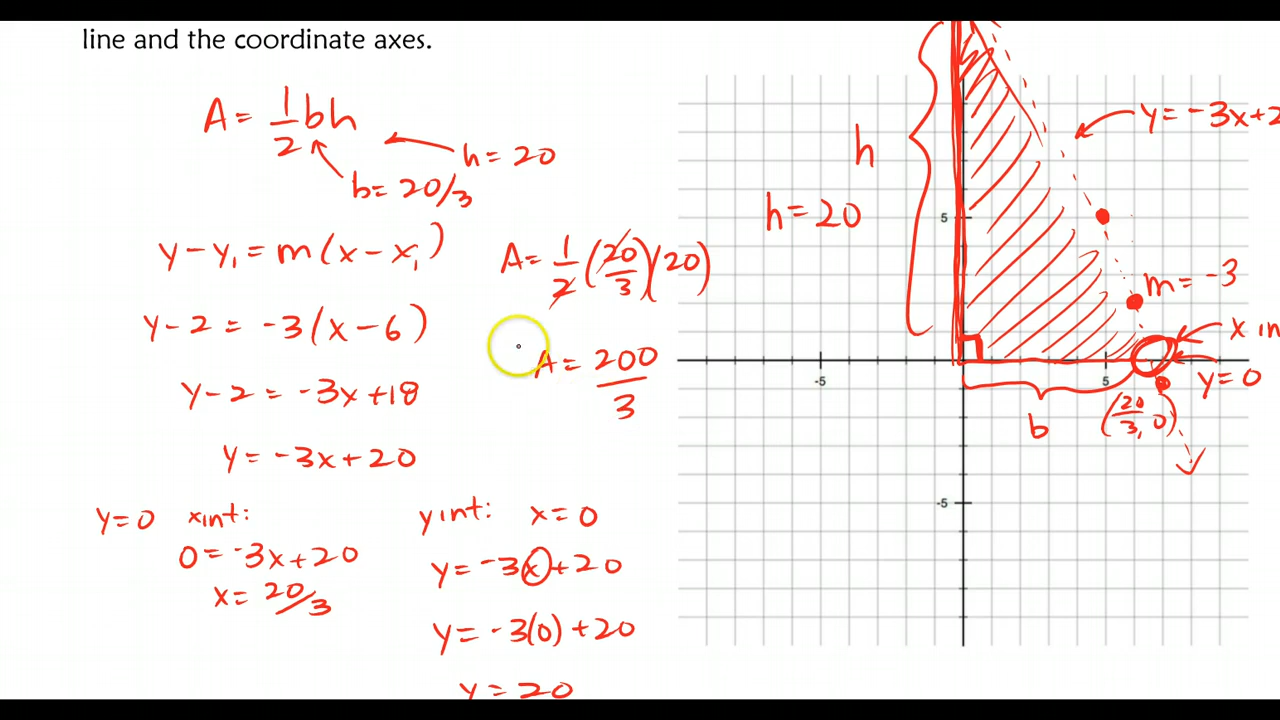 line and the coordinate axes.
A = 1/2 bh
h = 20
b = 20/3
y - y₁ = m(x - x₁)
y - 2 = -3(x - 6)
y - 2 = -3x + 18
y = -3x + 20
y = 0 xint:
0 = -3x + 20
x = 20/3
yint: x = 0
y = -3x + 20
y = -3(0) + 20
y = 20
A = 1/2 (20/3)(20)
A = 200/3
h
h = 20
y = -3x + 2
5
m = -3
x in
-5
5
y = 0
(20/3, 0)
b
-5